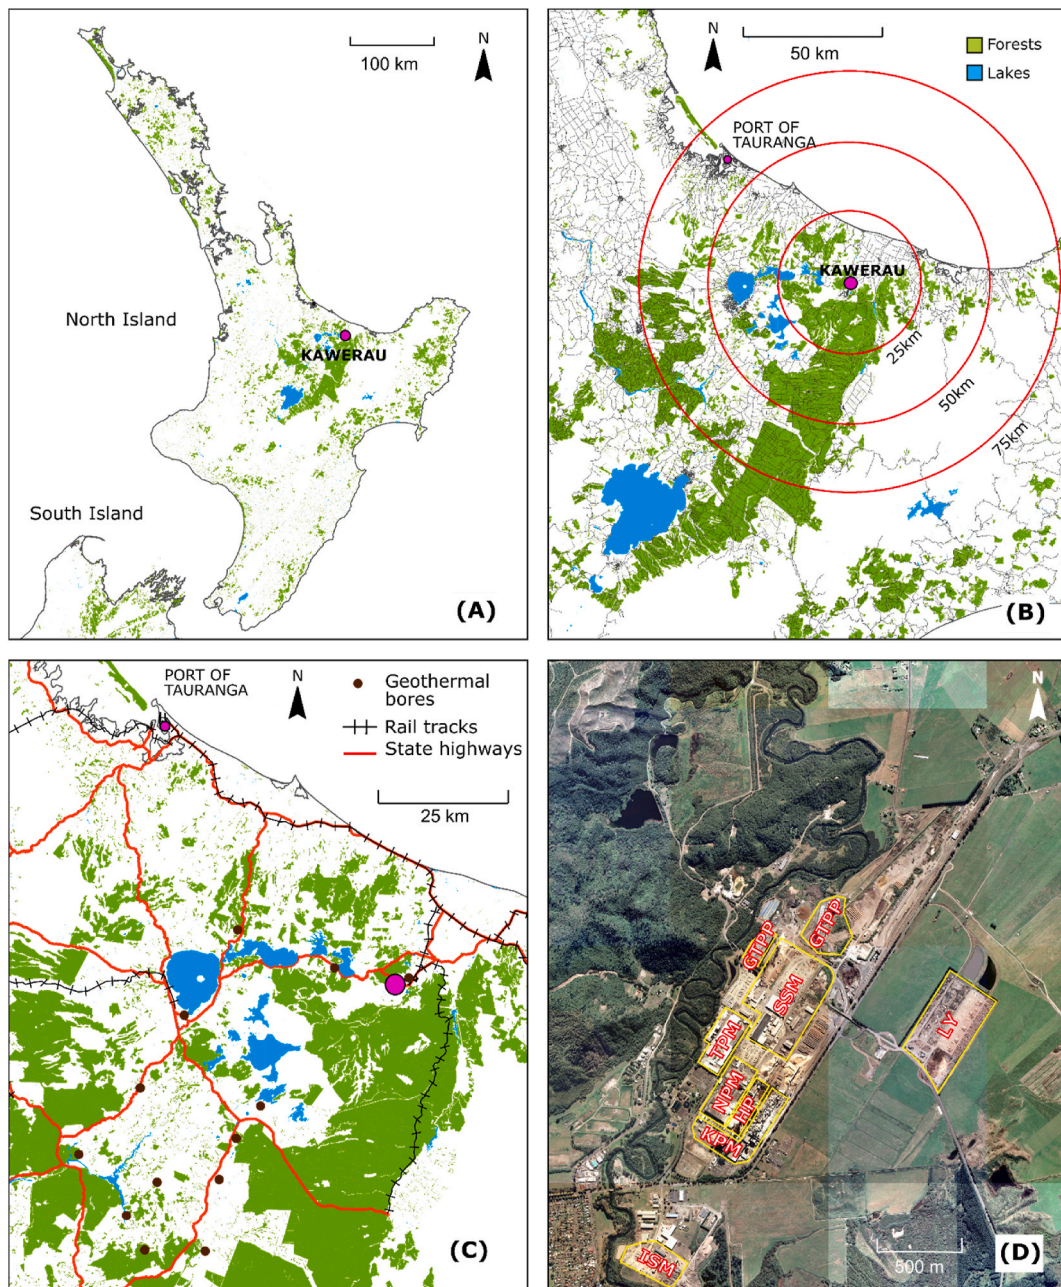 N
100 km
North Island
KAWERAU
South Island
(A)
N
50 km
Forests
Lakes
PORT OF
TAURANGA
KAWERAU
25km
50km
75km
(B)
PORT OF
TAURANGA
N
Geothermal
bores
Rail tracks
State highways
25 km
(C)
N
GTPP
GTPP
SSM
LY
TPM
NPM
HP
KPM
ISM
500 m
(D)